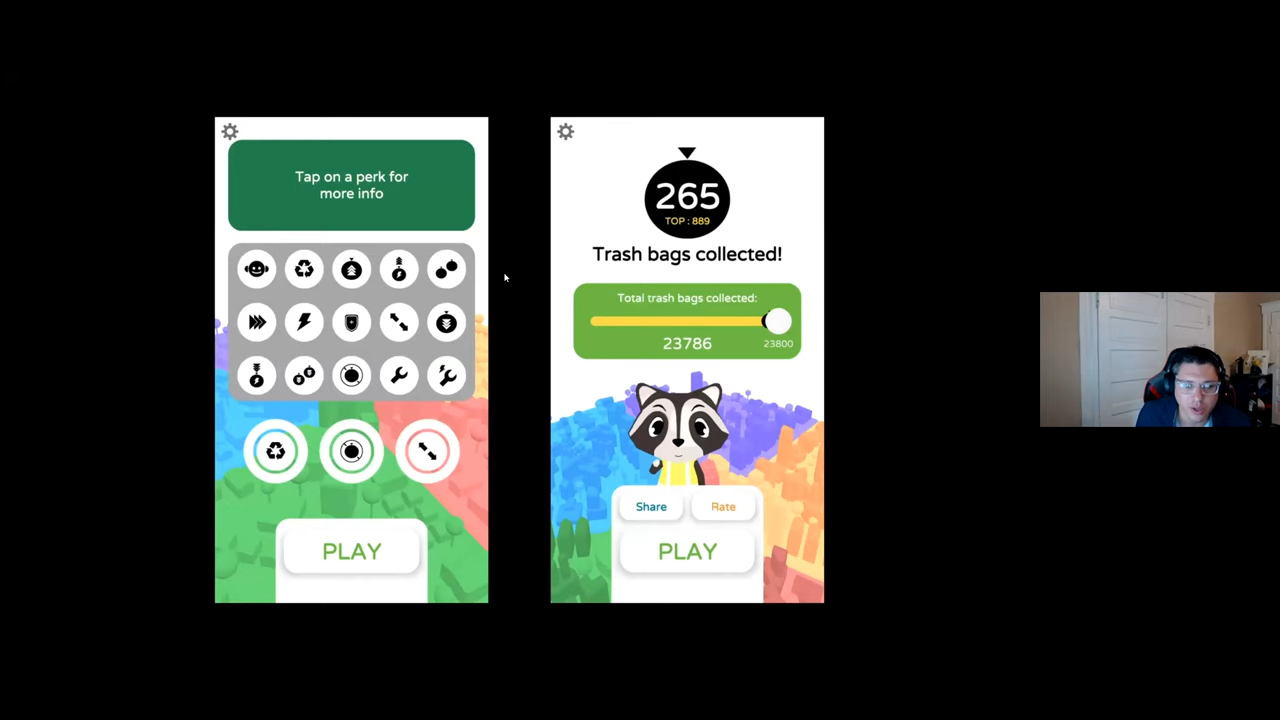 Tap on a perk for
more info
PLAY
265
TOP : 889
Trash bags collected!
Total trash bags collected:
23786
23800
Share
Rate
PLAY